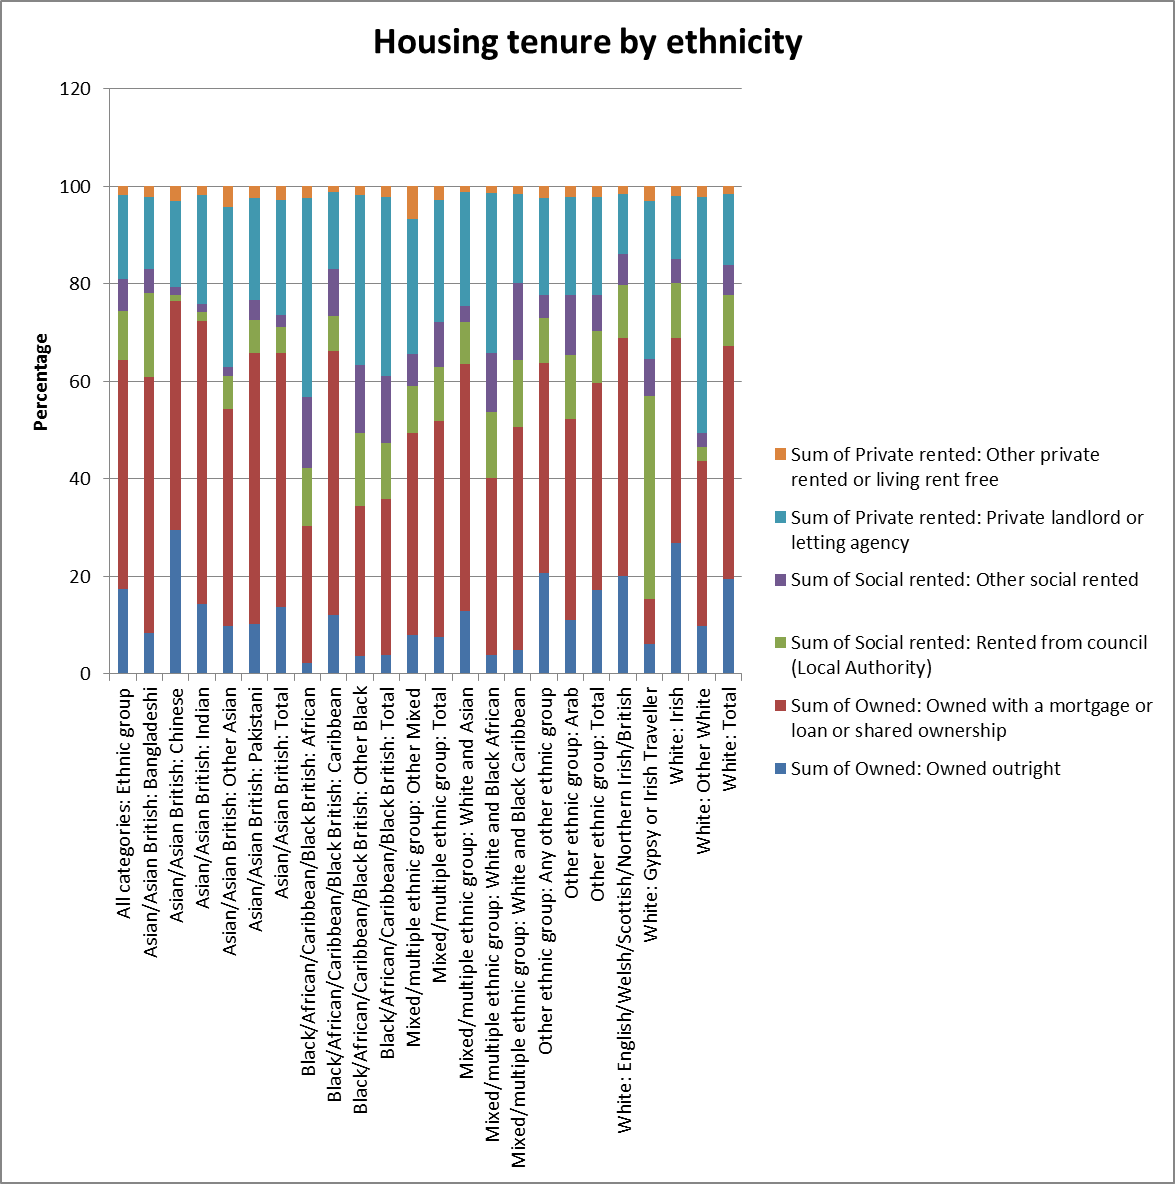 Housing tenure by ethnicity
120
100
80
60
40
20
0
Percentage
All categories: Ethnic group
Asian/Asian British: Bangladeshi
Asian/Asian British: Chinese
Asian/Asian British: Indian
Asian/Asian British: Other Asian
Asian/Asian British: Pakistani
Asian/Asian British: Total
Black/African/Caribbean/Black British: African
Black/African/Caribbean/Black British: Caribbean
Black/African/Caribbean/Black British: Other Black
Black/African/Caribbean/Black British: Total
Mixed/multiple ethnic group: Other Mixed
Mixed/multiple ethnic group: Total
Mixed/multiple ethnic group: White and Asian
Mixed/multiple ethnic group: White and Black African
Mixed/multiple ethnic group: White and Black Caribbean
Other ethnic group: Any other ethnic group
Other ethnic group: Arab
Other ethnic group: Total
White: English/Welsh/Scottish/Northern Irish/British
White: Gypsy or Irish Traveller
White: Irish
White: Other White
White: Total
Sum of Private rented: Other private
rented or living rent free
Sum of Private rented: Private landlord or
letting agency
Sum of Social rented: Other social rented
Sum of Social rented: Rented from council
(Local Authority)
Sum of Owned: Owned with a mortgage or
loan or shared ownership
Sum of Owned: Owned outright